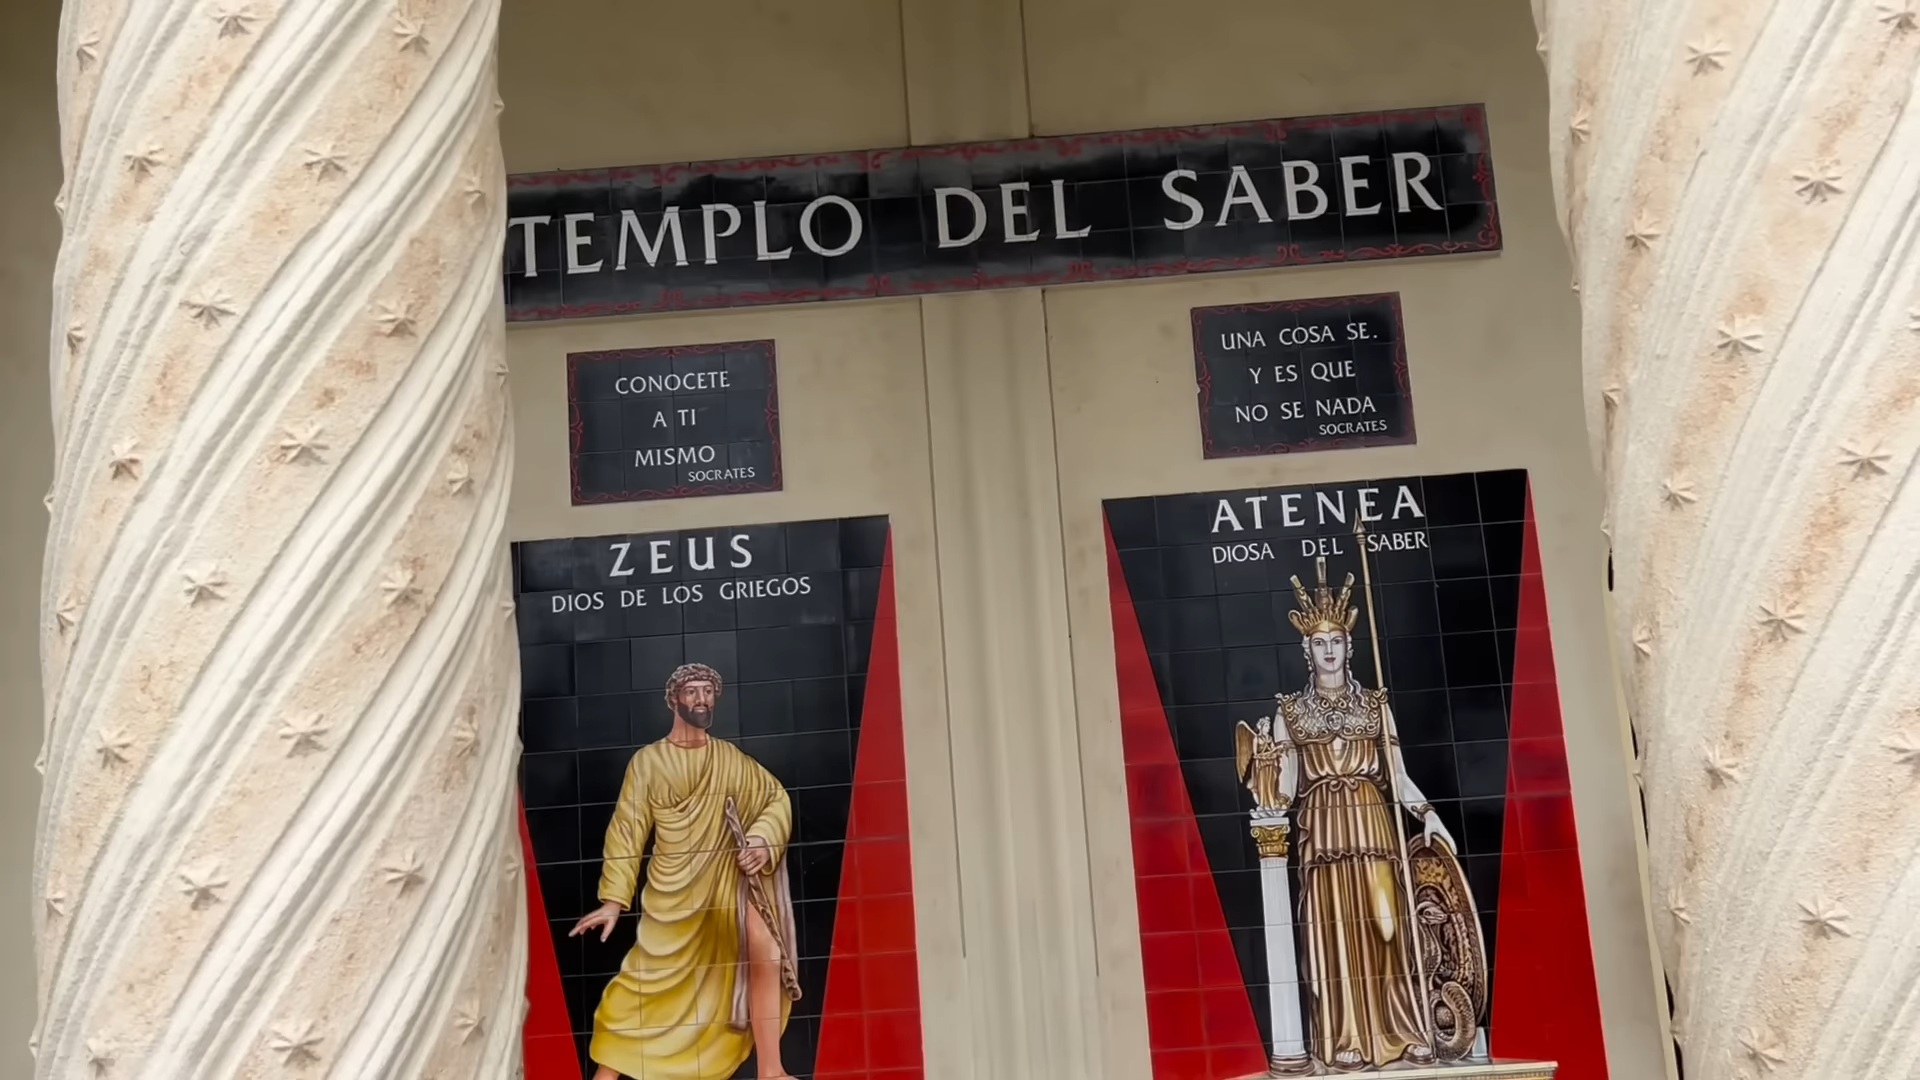 TEMPLO DEL SABER
CONOCETE
A TI
MISMO
SOCRATES
UNA COSA SE.
Y ES QUE
NO SE NADA
SOCRATES
ZEUS
DIOS DE LOS GRIEGOS
ATENEA
DIOSA DEL SABER